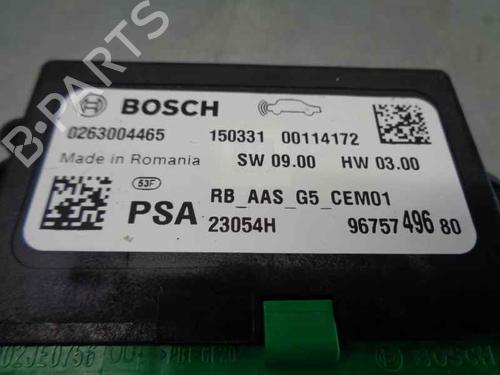 B-PARTS
BOSCH
0263004465 150331 00114172
Made in Romania SW 09.00 HW 03.00
53F
RB_AAS_G5_CEM01
PSA 23054H 96757 496 80